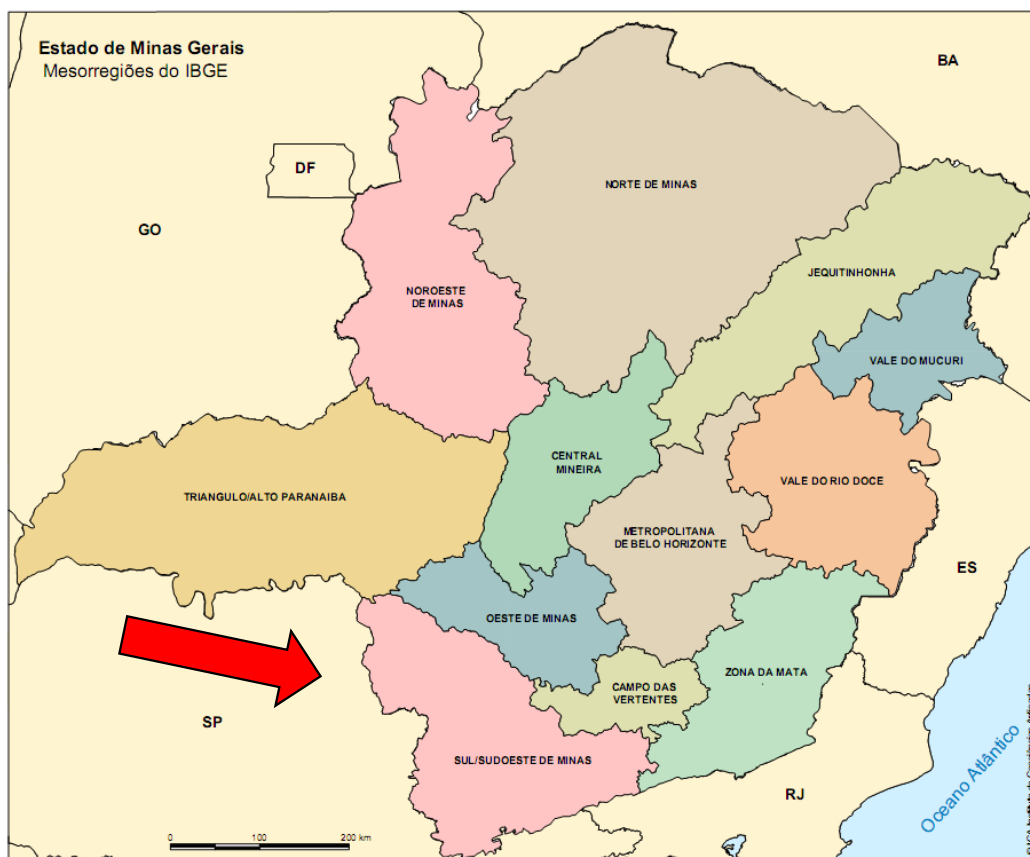 Estado de Minas Gerais
Mesorregiões do IBGE
BA
DF
NORTE DE MINAS
GO
JEQUITINHONHA
NOROESTE
DE MINAS
VALE DO MUCURI
CENTRAL
MINEIRA
VALE DO RIO DOCE
TRIANGULO/ALTO PARANAIBA
METROPOLITANA
DE BELO HORIZONTE
ES
OESTE DE MINAS
ZONA DA MATA
CAMPO DAS
VERTENTES
SP
SUL/SUDOESTE DE MINAS
RJ
Oceano Atlântico
0 100 200 km